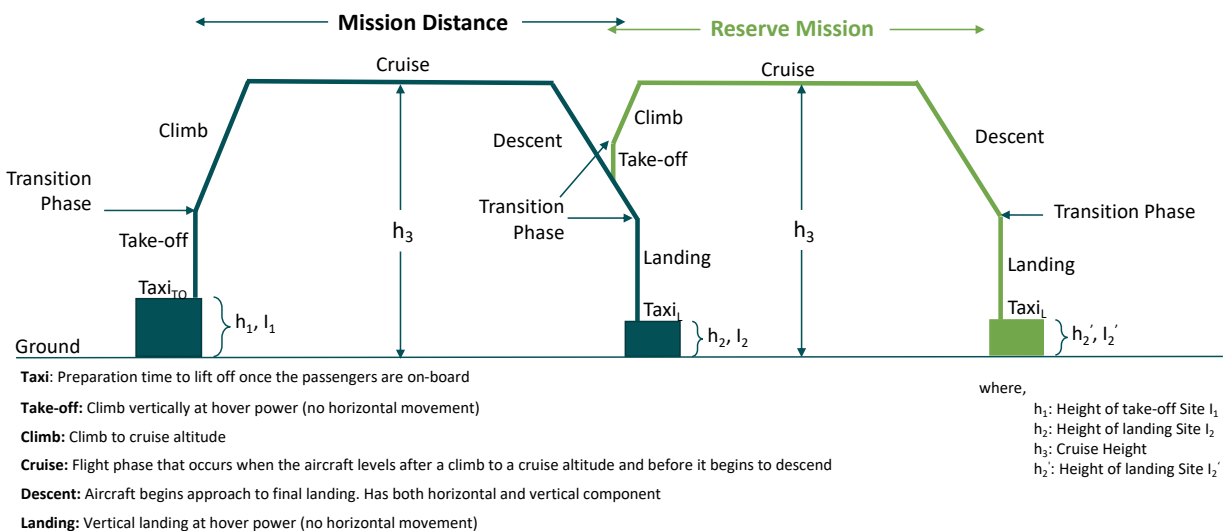 Mission Distance
Reserve Mission
Cruise
Cruise
Climb
Climb
Descent
Descent
Take-off
Transition
Phase
Transition
Phase
Transition Phase
h3
h3
Take-off
Landing
Landing
TaxiTO
TaxiL
TaxiL
h1, I1
h2, I2
h2', I2'
Ground
Taxi: Preparation time to lift off once the passengers are on-board
Take-off: Climb vertically at hover power (no horizontal movement)
Climb: Climb to cruise altitude
Cruise: Flight phase that occurs when the aircraft levels after a climb to a cruise altitude and before it begins to descend
Descent: Aircraft begins approach to final landing. Has both horizontal and vertical component
Landing: Vertical landing at hover power (no horizontal movement)
where,
h1: Height of take-off Site I1
h2: Height of landing Site I2
h3: Cruise Height
h2': Height of landing Site I2'